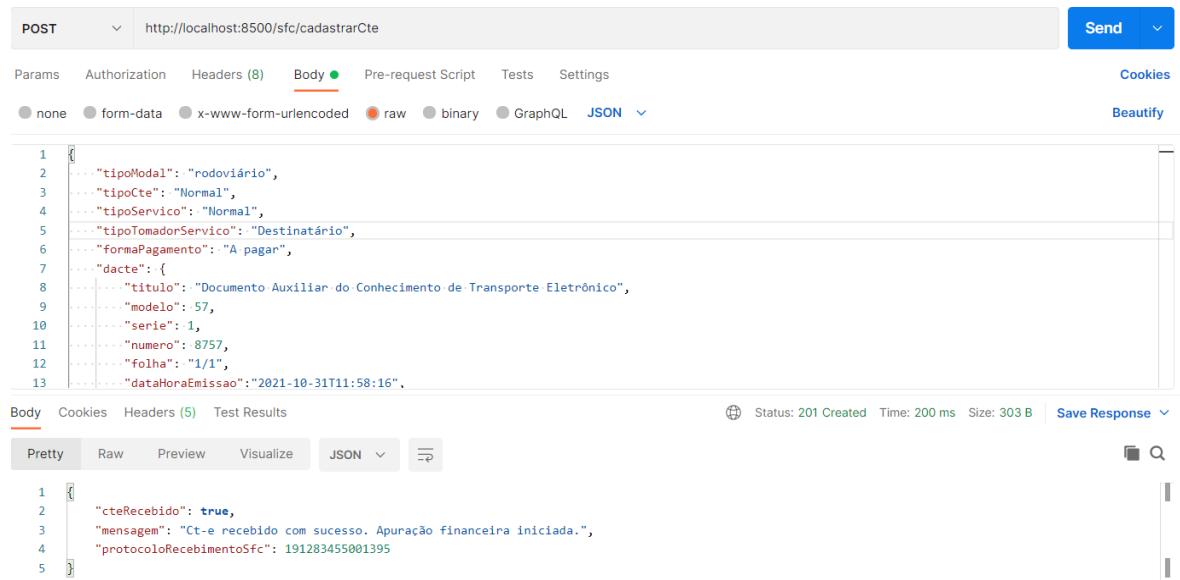 POST http://localhost:8500/sfc/cadastrarCte Send
Params Authorization Headers (8) Body Pre-request Script Tests Settings Cookies
none form-data x-www-form-urlencoded raw binary GraphQL JSON Beautify
1 {
2 "tipoModal": "rodoviário",
3 "tipoCte": "Normal",
4 "tipoServico": "Normal",
5 "tipoTomadorServico": "Destinatário",
6 "formaPagamento": "A pagar",
7 "dacte": {
8 "titulo": "Documento Auxiliar do Conhecimento de Transporte Eletrônico",
9 "modelo": 57,
10 "serie": 1,
11 "numero": 8757,
12 "folha": "1/1",
13 "dataHoraEmissao":"2021-10-31T11:58:16",
Body Cookies Headers (5) Test Results Status: 201 Created Time: 200 ms Size: 303 B Save Response
Pretty Raw Preview Visualize JSON
1 {
2 "cteRecebido": true,
3 "mensagem": "Ct-e recebido com sucesso. Apuração financeira iniciada.",
4 "protocoloRecebimentoSfc": 191283455001395
5 }